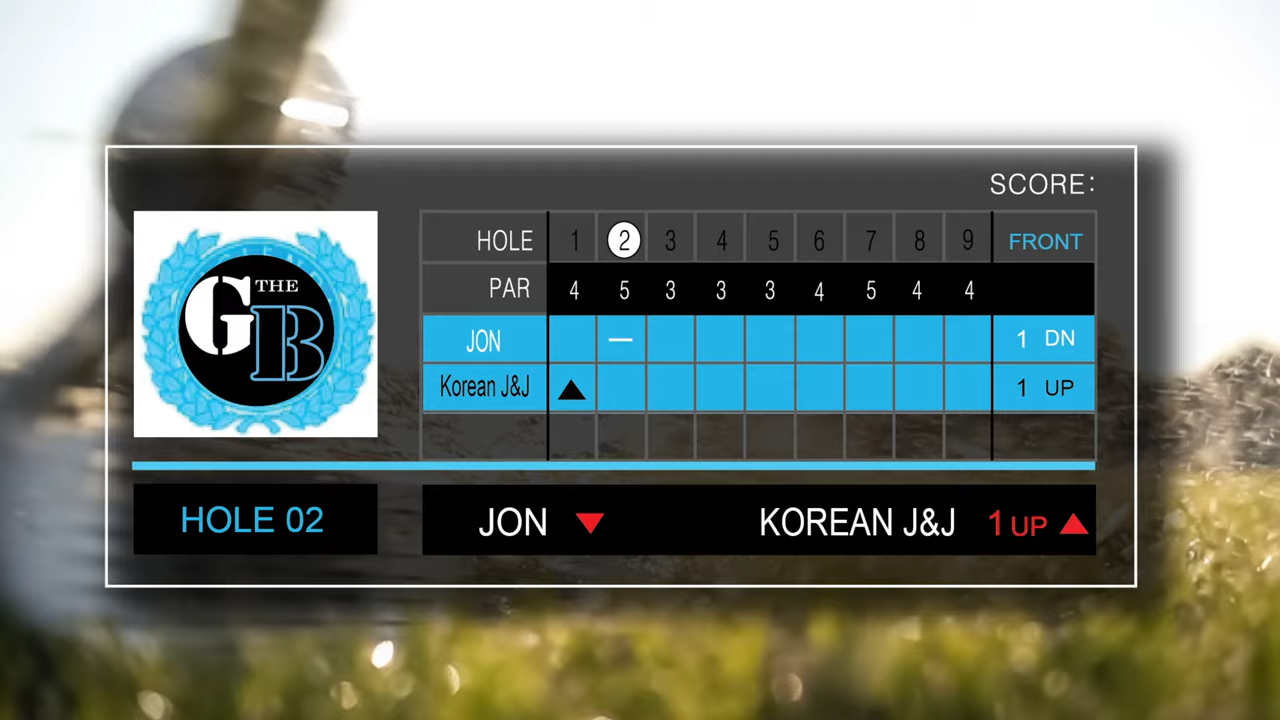 SCORE:
THE
GB
HOLE 1 2 3 4 5 6 7 8 9 FRONT
PAR 4 5 3 3 3 4 5 4 4
JON — 1 DN
Korean J&J ▲ 1 UP
HOLE 02
JON ▼ KOREAN J&J 1 UP ▲